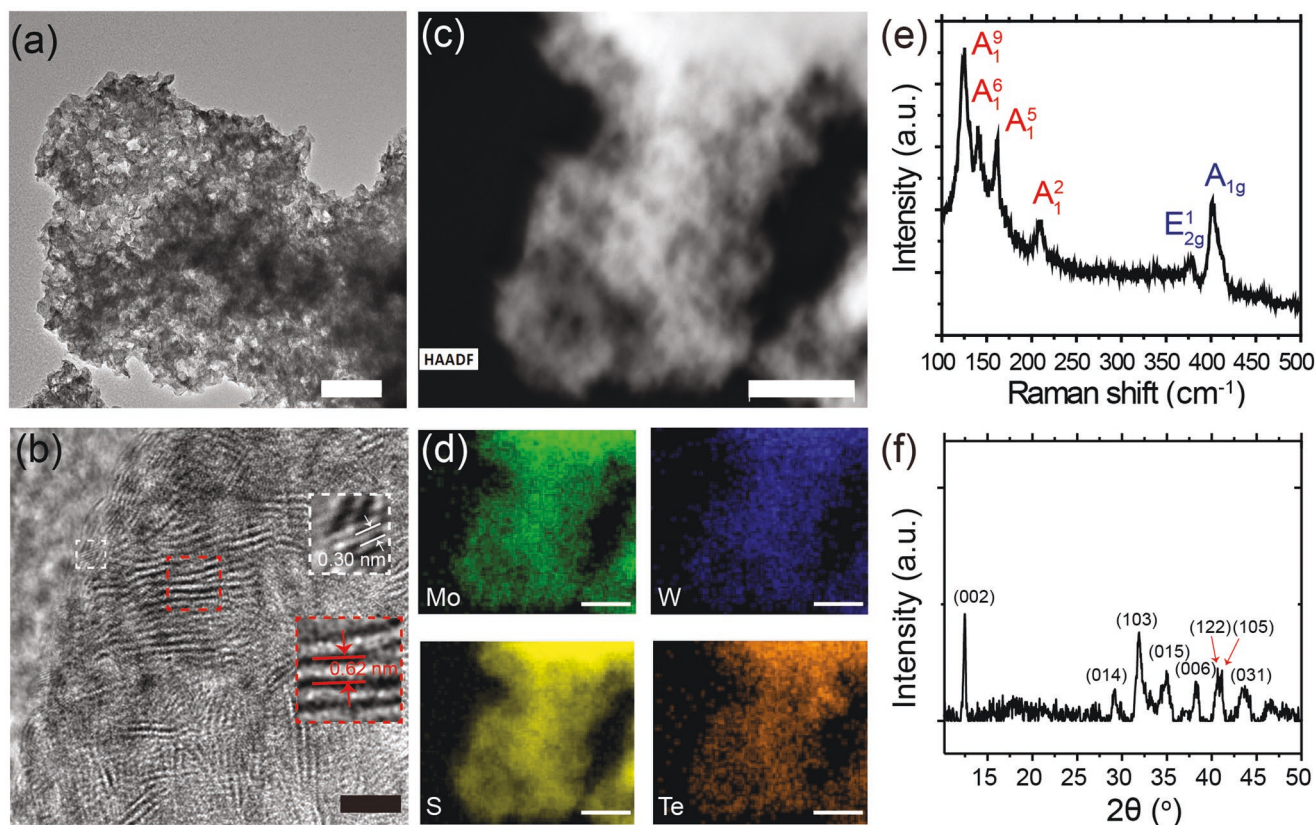 (a)
(c)
HAADF
(e)
A₁⁹
A₁⁶
A₁⁵
A₁²
E¹₂g
A₁g
Intensity (a.u.)
100 150 200 250 300 350 400 450 500
Raman shift (cm⁻¹)
(b)
0.30 nm
0.62 nm
(d)
Mo
W
S
Te
(f)
(002)
(014)
(103)
(015)
(006)
(122)
(105)
(031)
Intensity (a.u.)
15 20 25 30 35 40 45 50
2θ (°)